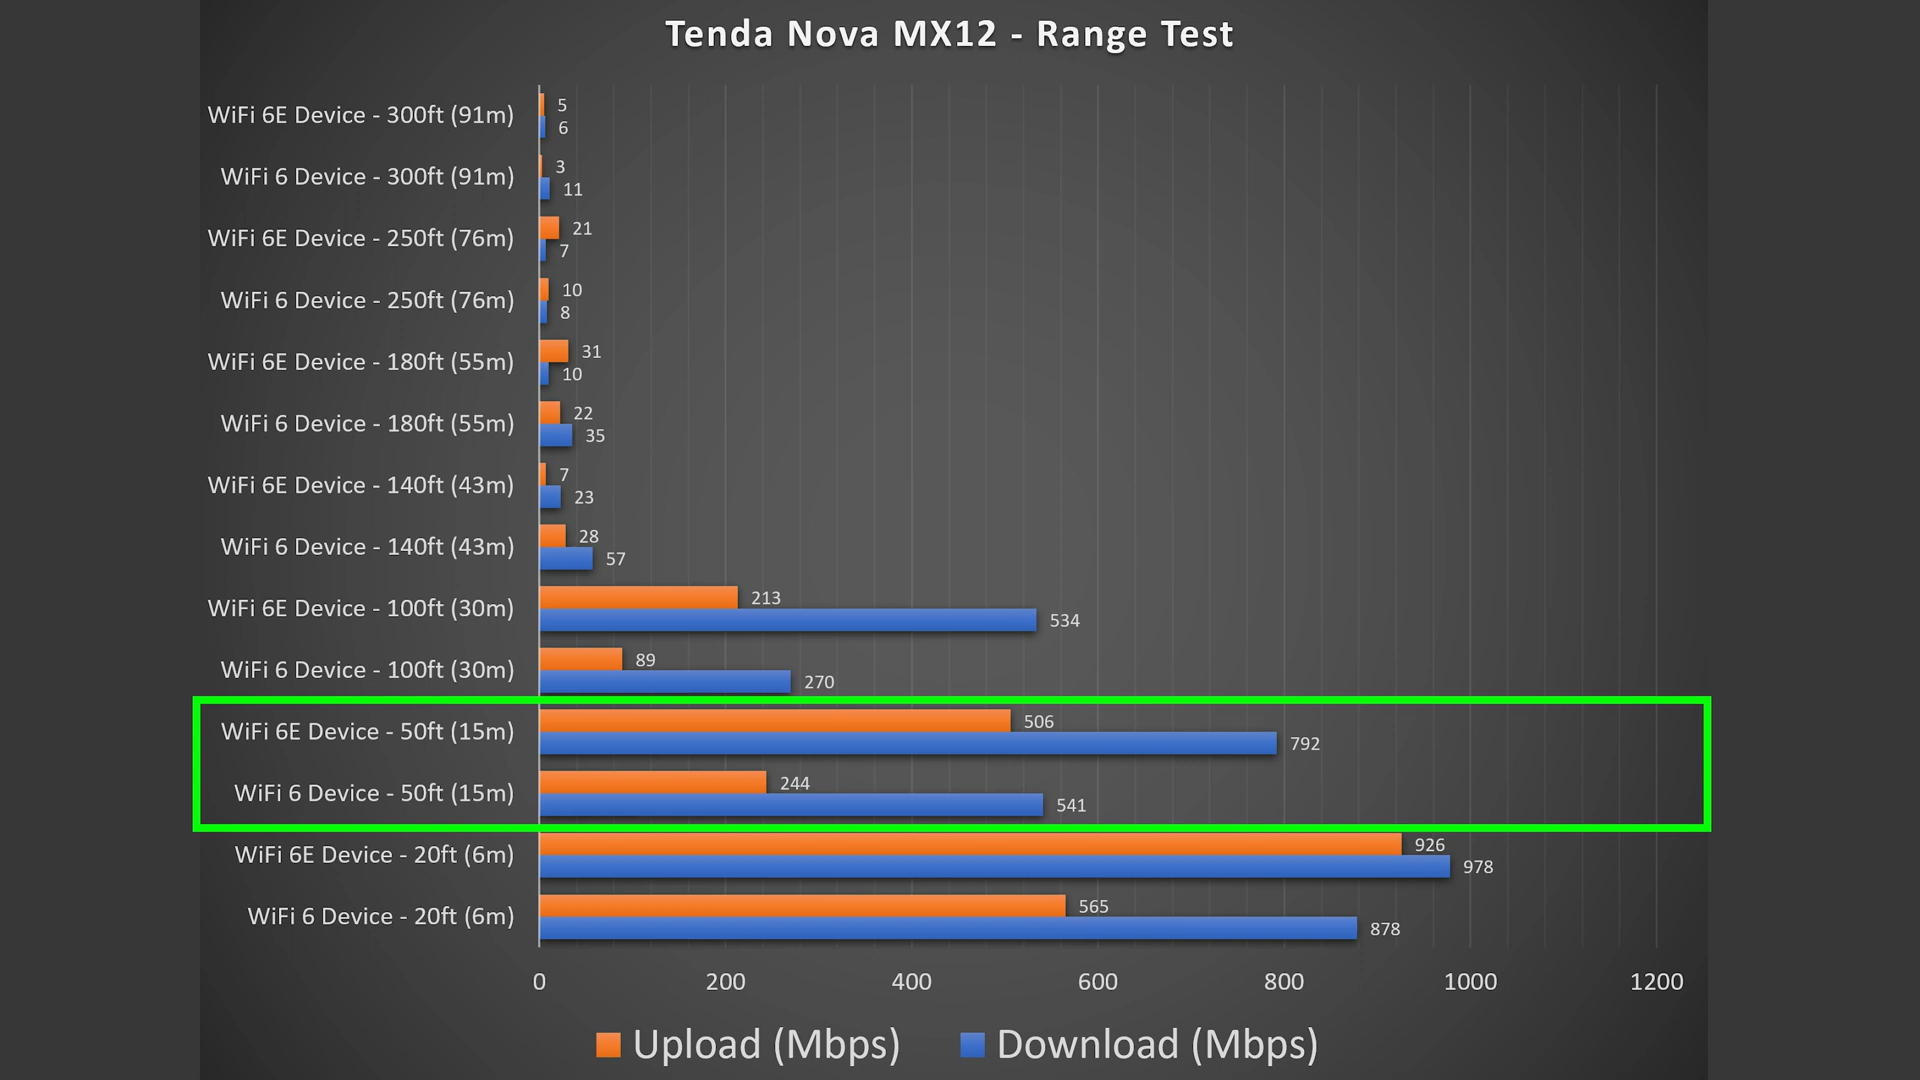 Tenda Nova MX12 - Range Test
WiFi 6E Device - 300ft (91m)
5
6
WiFi 6 Device - 300ft (91m)
3
11
WiFi 6E Device - 250ft (76m)
21
7
WiFi 6 Device - 250ft (76m)
10
8
WiFi 6E Device - 180ft (55m)
31
10
WiFi 6 Device - 180ft (55m)
22
35
WiFi 6E Device - 140ft (43m)
7
23
WiFi 6 Device - 140ft (43m)
28
57
WiFi 6E Device - 100ft (30m)
213
534
WiFi 6 Device - 100ft (30m)
89
270
WiFi 6E Device - 50ft (15m)
506
792
WiFi 6 Device - 50ft (15m)
244
541
WiFi 6E Device - 20ft (6m)
926
978
WiFi 6 Device - 20ft (6m)
565
878
0 200 400 600 800 1000 1200
Upload (Mbps) Download (Mbps)